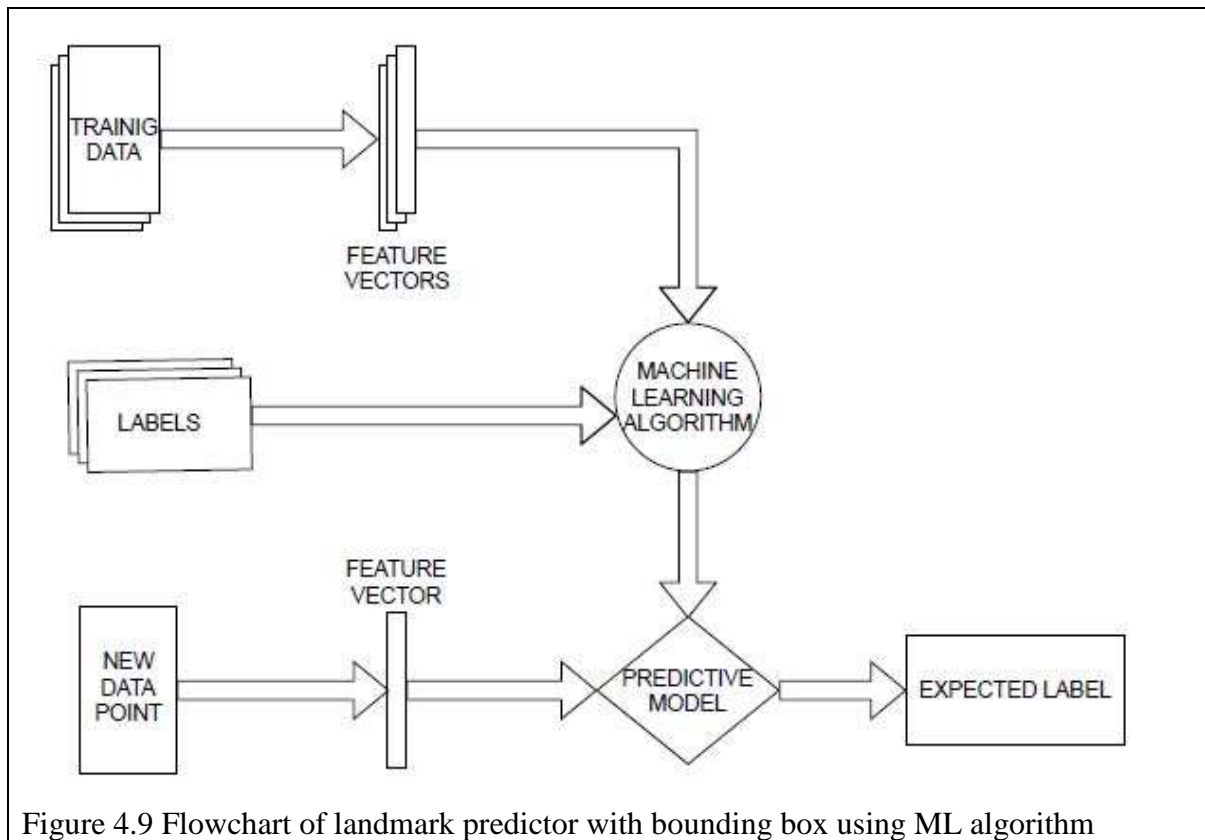 TRAINIG
DATA
FEATURE
VECTORS
MACHINE
LEARNING
ALGORITHM
LABELS
FEATURE
VECTOR
NEW
DATA
POINT
PREDICTIVE
MODEL
EXPECTED LABEL
Figure 4.9 Flowchart of landmark predictor with bounding box using ML algorithm